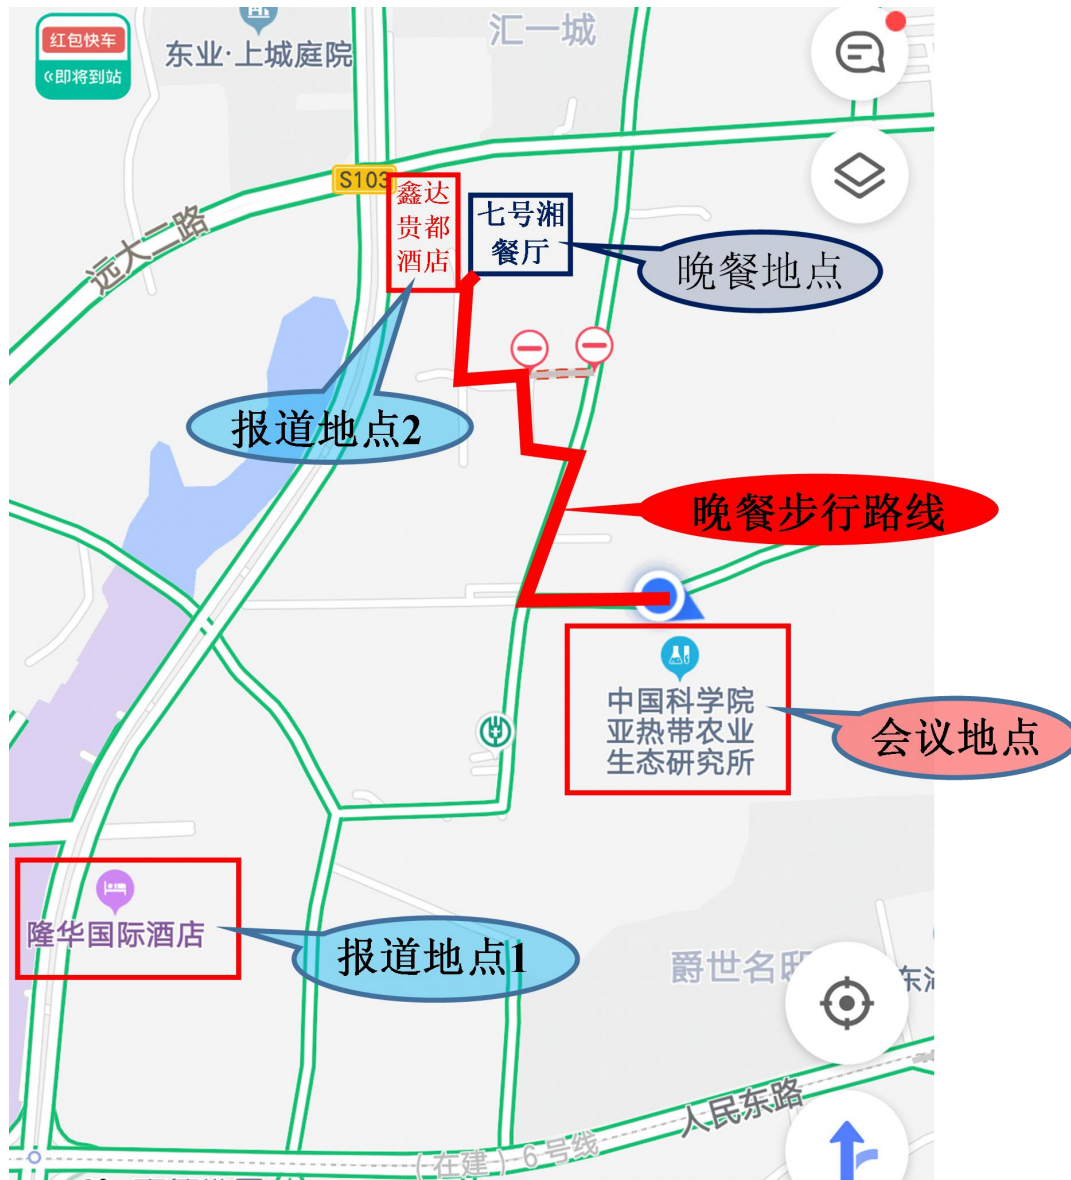 红包快车
即将到站
东业·上城庭院
汇一城
S103
远大二路
鑫达
贵都
酒店
七号湘
餐厅
晚餐地点
报道地点2
晚餐步行路线
中国科学院
亚热带农业
生态研究所
会议地点
隆华国际酒店
报道地点1
爵世名邸
人民东路
(在建) 6号线